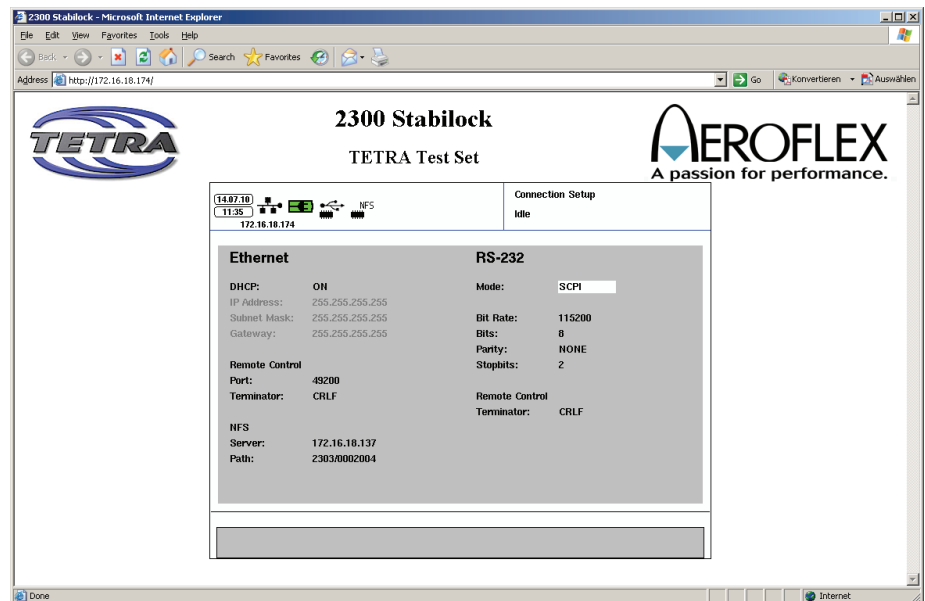 2300 Stabilock - Microsoft Internet Explorer
File Edit View Favorites Tools Help
Back Search Favorites
Address http://172.16.18.174/ Go Konvertieren Auswählen
TETRA
2300 Stabilock
TETRA Test Set
AEROFLEX
A passion for performance.
14.07.10
11:35
NFS
172.16.18.174
Connection Setup
Idle
Ethernet
DHCP: ON
IP Address: 255.255.255.255
Subnet Mask: 255.255.255.255
Gateway: 255.255.255.255
Remote Control
Port: 49200
Terminator: CRLF
NFS
Server: 172.16.18.137
Path: 2303/0002004
RS-232
Mode: SCPI
Bit Rate: 115200
Bits: 8
Parity: NONE
Stopbits: 2
Remote Control
Terminator: CRLF
Done Internet